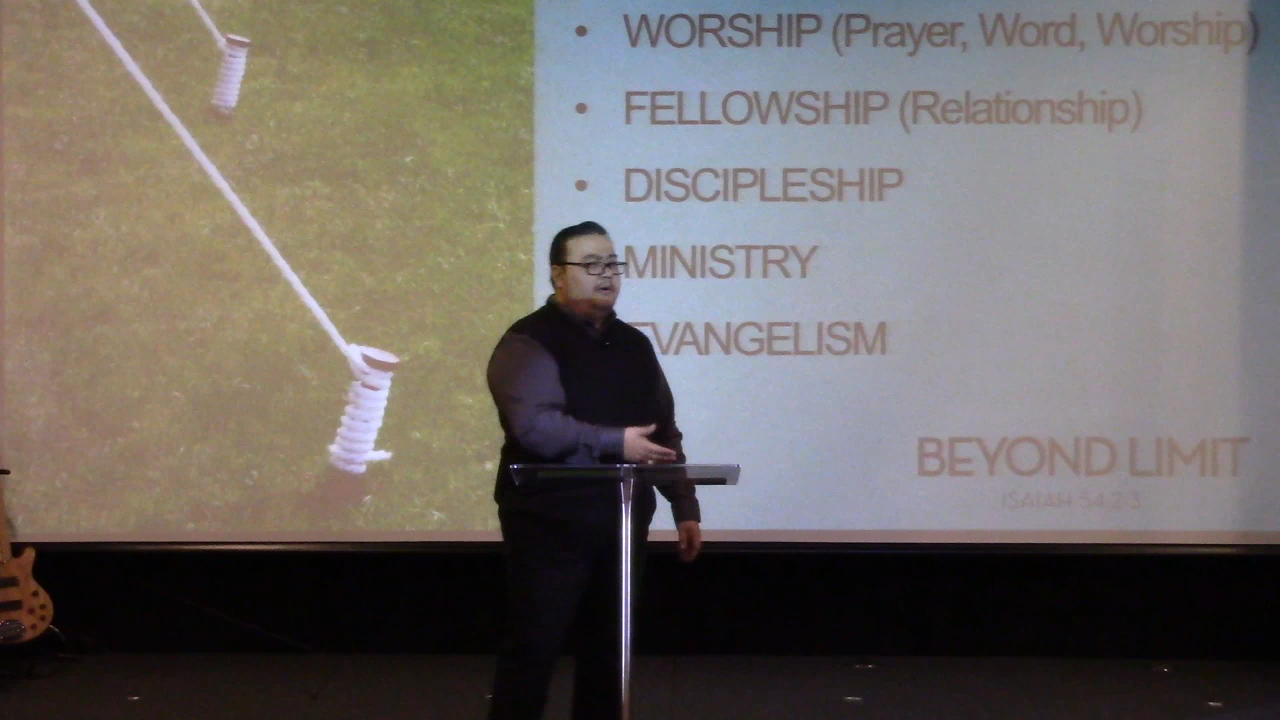 • WORSHIP (Prayer, Word, Worship)
• FELLOWSHIP (Relationship)
• DISCIPLESHIP
MINISTRY
EVANGELISM
BEYOND LIMIT
ISAIAH 54:2-3